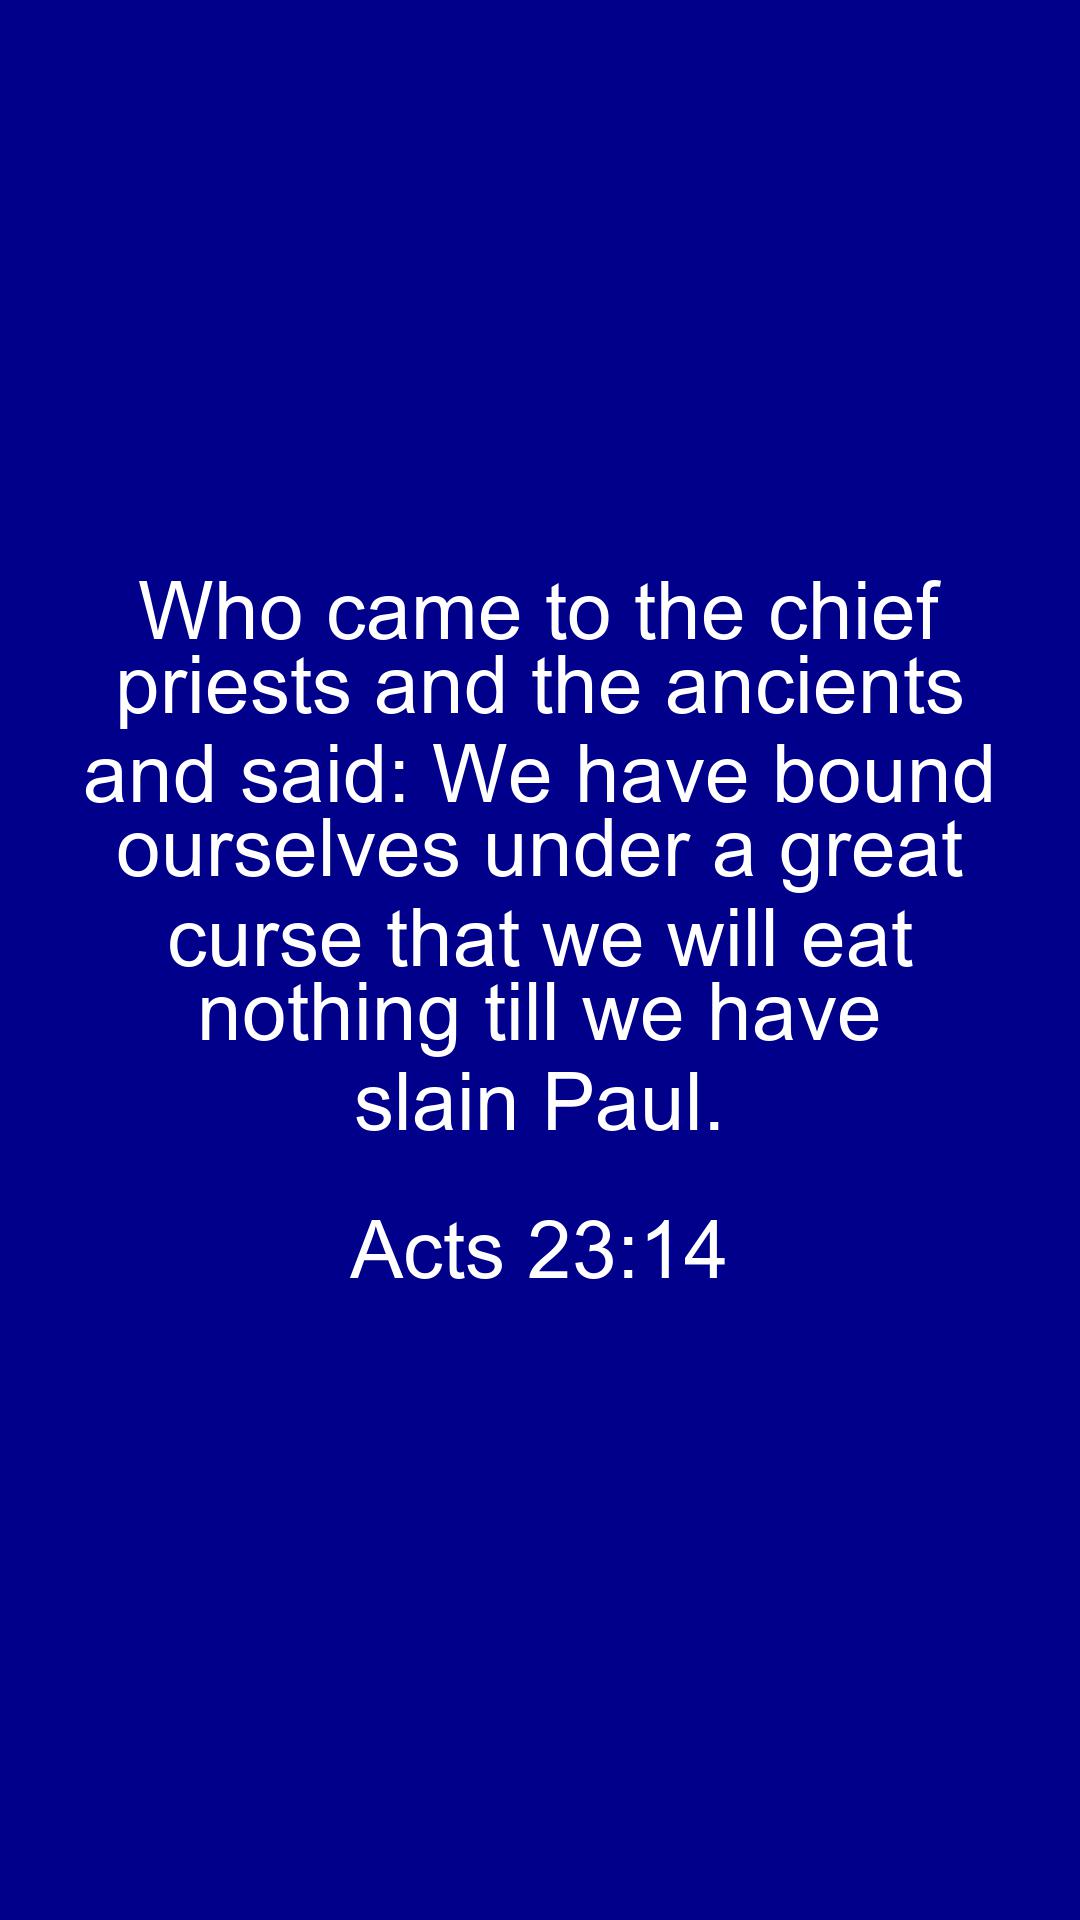 Who came to the chief
priests and the ancients
and said: We have bound
ourselves under a great
curse that we will eat
nothing till we have
slain Paul.
Acts 23:14